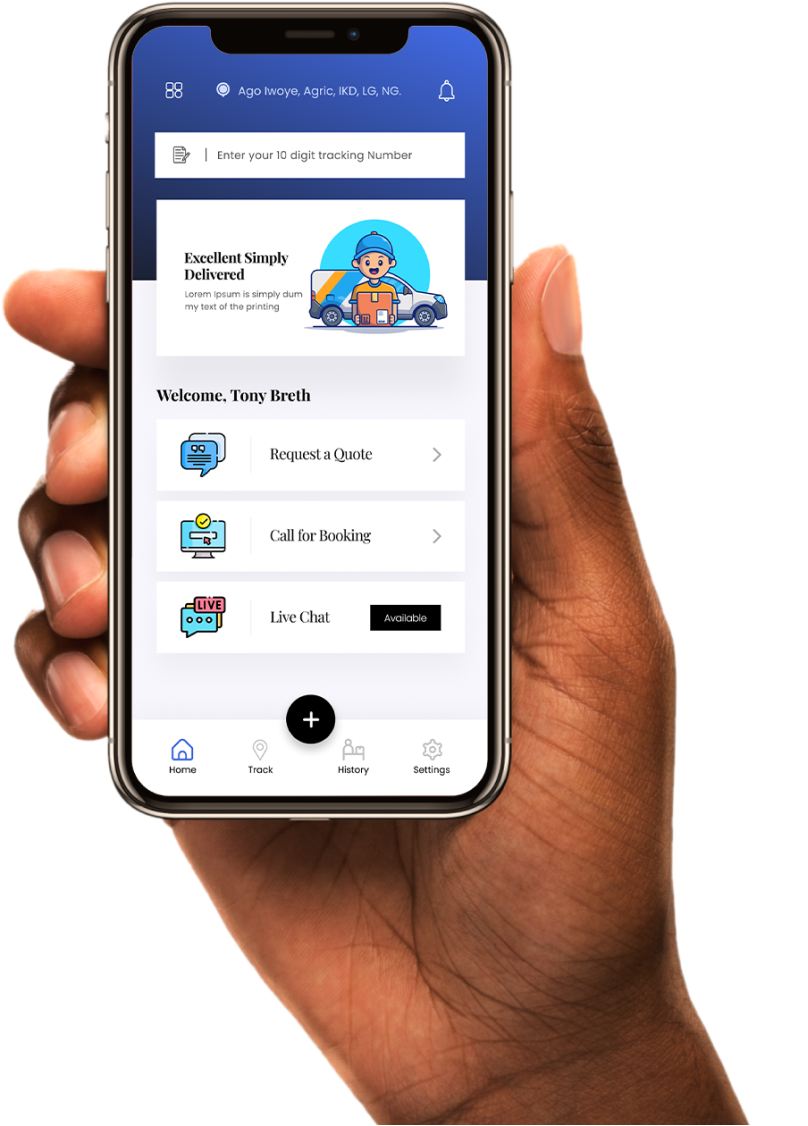 Ago Iwoye, Agric, IKD, LG, NG.
Enter your 10 digit tracking Number
Excellent Simply
Delivered
Lorem Ipsum is simply dum
my text of the printing
Welcome, Tony Breth
Request a Quote
Call for Booking
LIVE
Live Chat
Available
Home
Track
History
Settings